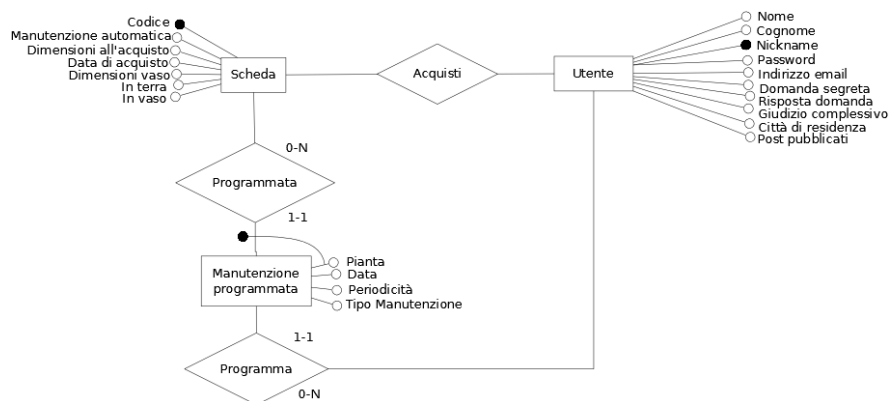 Codice
Manutenzione automatica
Dimensioni all'acquisto
Data di acquisto
Dimensioni vaso
In terra
In vaso
Scheda
Acquisti
Utente
Nome
Cognome
Nickname
Password
Indirizzo email
Domanda segreta
Risposta domanda
Giudizio complessivo
Città di residenza
Post pubblicati
0-N
Programmata
1-1
Manutenzione
programmata
Pianta
Data
Periodicità
Tipo Manutenzione
1-1
Programma
0-N